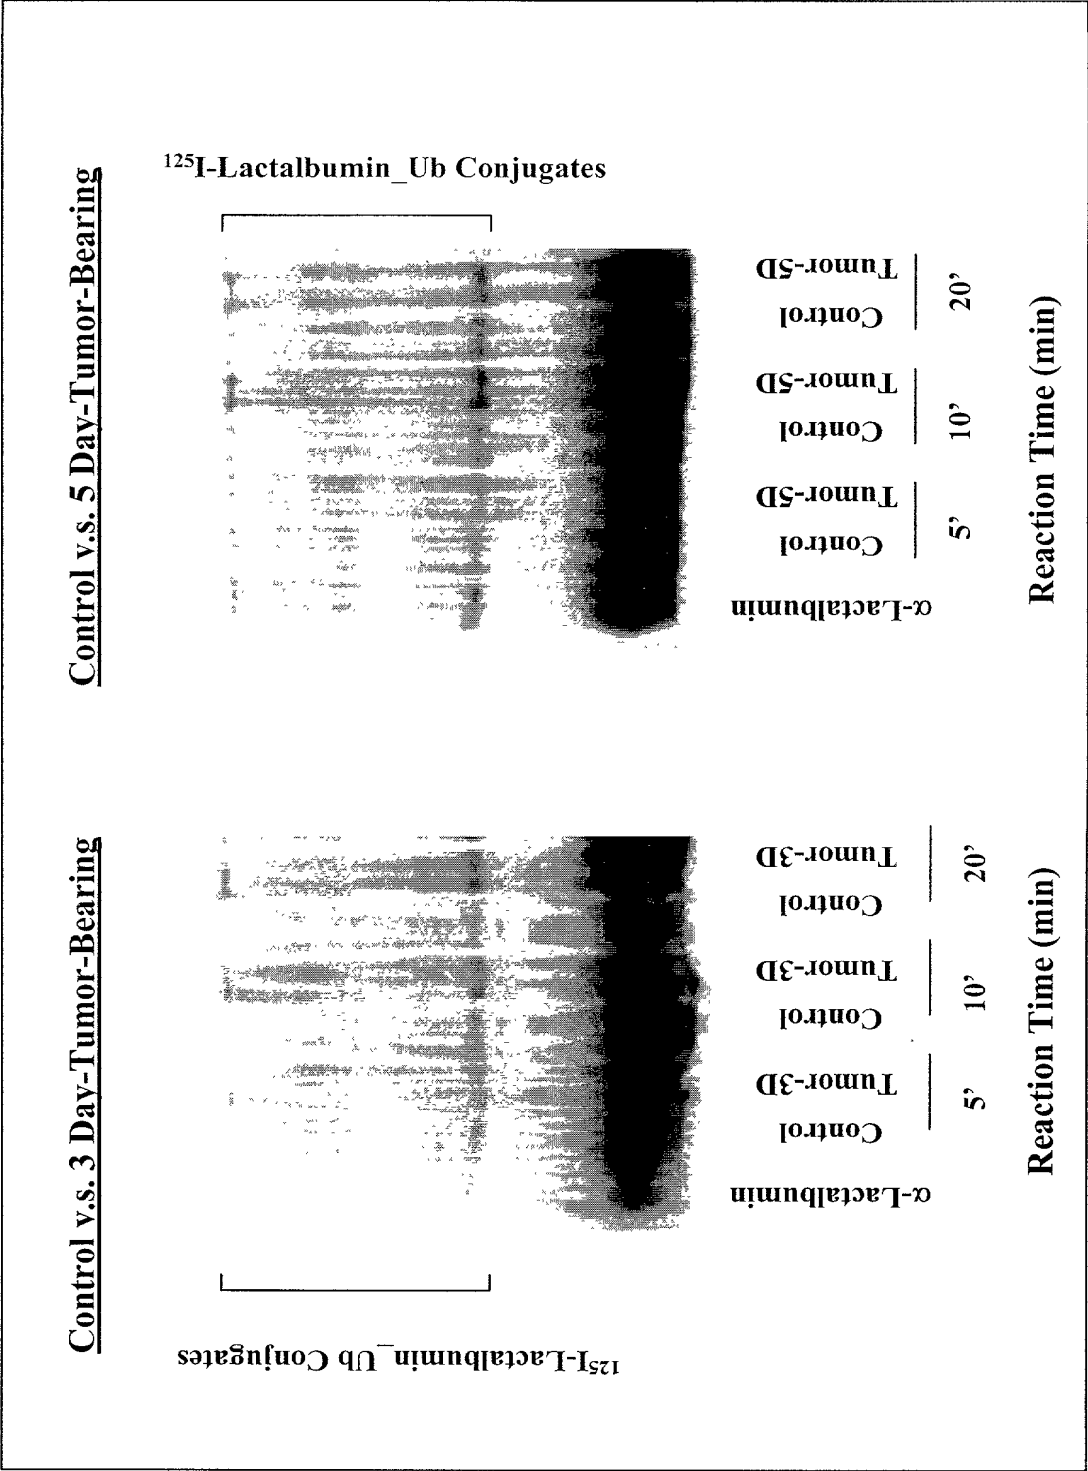 Control v.s. 3 Day-Tumor-Bearing
¹²⁵I-Lactalbumin_Ub Conjugates
α-Lactalbumin
Control
Tumor-3D
Control
Tumor-3D
Control
Tumor-3D
5'
10'
20'
Reaction Time (min)
Control v.s. 5 Day-Tumor-Bearing
¹²⁵I-Lactalbumin_Ub Conjugates
α-Lactalbumin
Control
Tumor-5D
Control
Tumor-5D
Control
Tumor-5D
5'
10'
20'
Reaction Time (min)